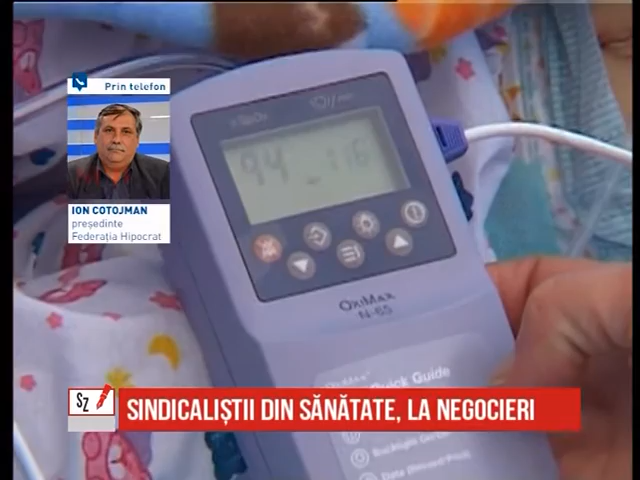 Prin telefon
ION COTOJMAN
președinte
Federația Hipocrat
94 116
OXIMAX
N-65
OXIMAX
Quick Guide
SZ
SINDICALIȘTII DIN SĂNĂTATE, LA NEGOCIERI